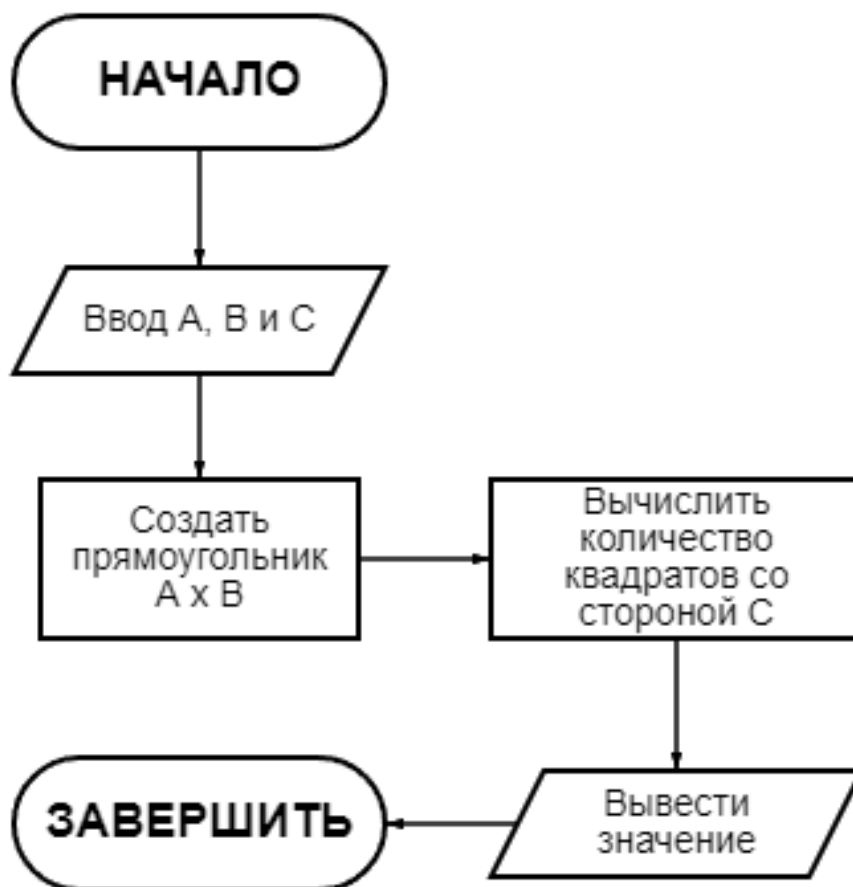 НАЧАЛО
Ввод А, В и С
Создать
прямоугольник
А х В
Вычислить
количество
квадратов со
стороной С
Вывести
значение
ЗАВЕРШИТЬ